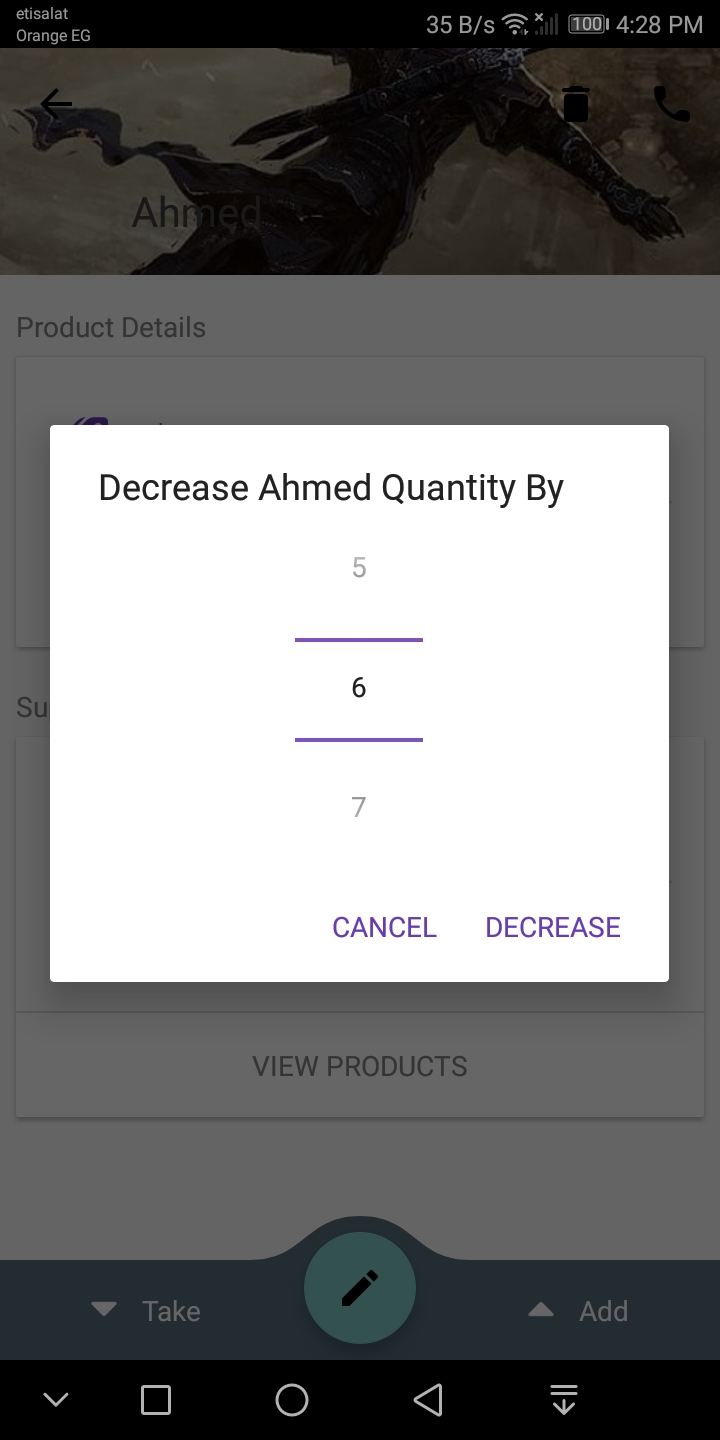 etisalat
Orange EG
35 B/s
100
4:28 PM
Ahmed
Product Details
Decrease Ahmed Quantity By
5
6
7
Su
CANCEL DECREASE
VIEW PRODUCTS
Take
Add